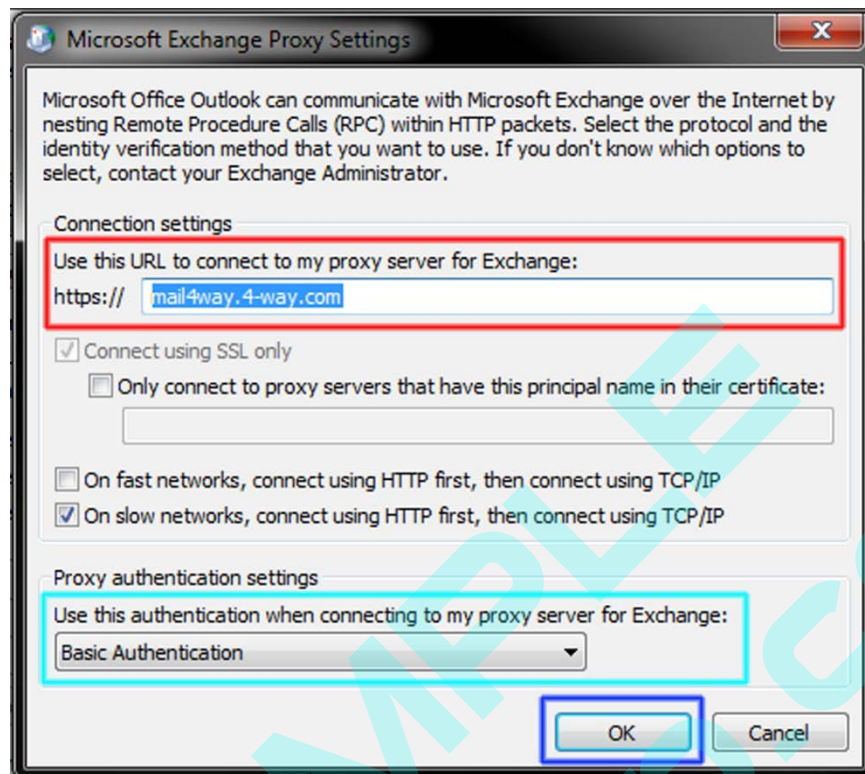 Microsoft Exchange Proxy Settings
Microsoft Office Outlook can communicate with Microsoft Exchange over the Internet by
nesting Remote Procedure Calls (RPC) within HTTP packets. Select the protocol and the
identity verification method that you want to use. If you don't know which options to
select, contact your Exchange Administrator.
Connection settings
Use this URL to connect to my proxy server for Exchange:
https:// mail4way.4-way.com
Connect using SSL only
Only connect to proxy servers that have this principal name in their certificate:
On fast networks, connect using HTTP first, then connect using TCP/IP
On slow networks, connect using HTTP first, then connect using TCP/IP
Proxy authentication settings
Use this authentication when connecting to my proxy server for Exchange:
Basic Authentication
OK Cancel